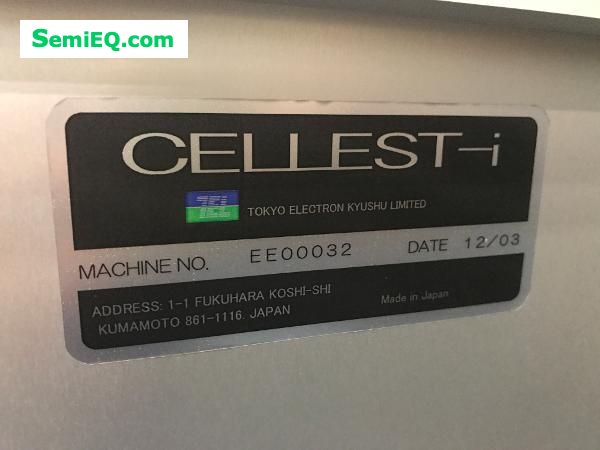 SemiEQ.com
CELLEST-i
TEL TOKYO ELECTRON KYUSHU LIMITED
MACHINE NO. EE00032 DATE 12/03
ADDRESS: 1-1 FUKUHARA KOSHI-SHI
KUMAMOTO 861-1116. JAPAN
Made in Japan